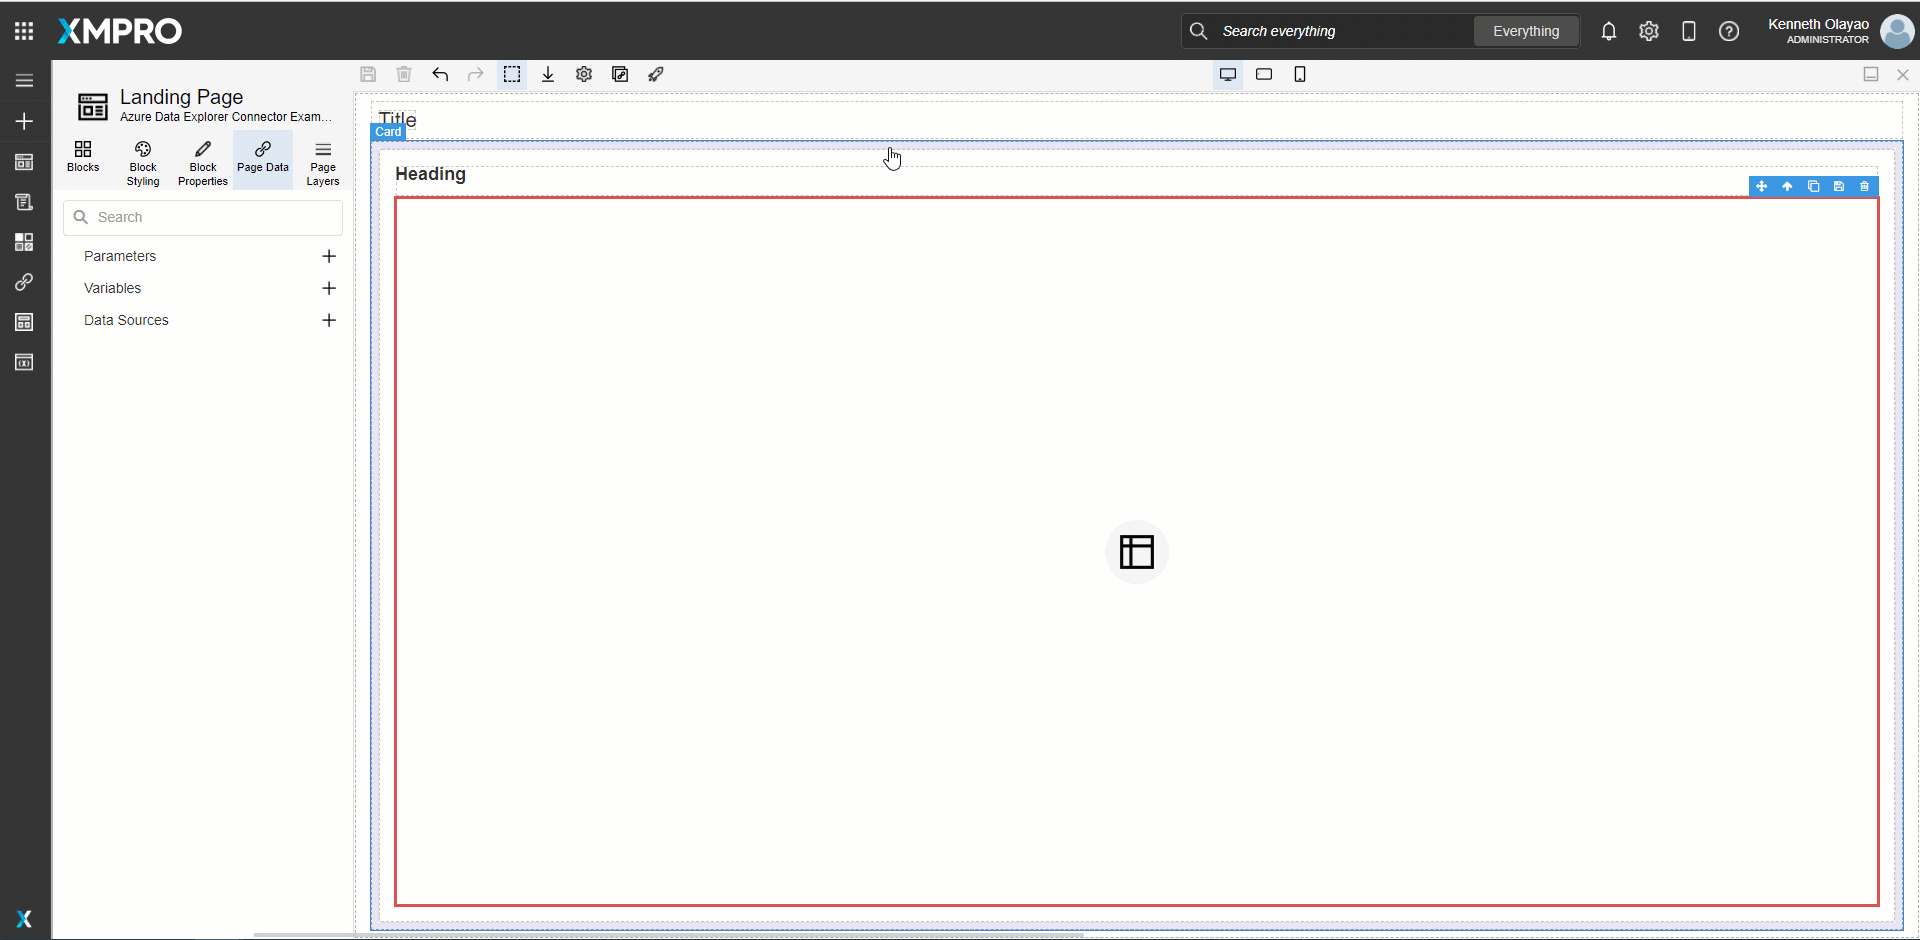 XMPRO
Search everything
Everything
Kenneth Olayao
ADMINISTRATOR
Landing Page
Azure Data Explorer Connector Exam...
Blocks
Block
Styling
Block
Properties
Page Data
Page
Layers
Search
Parameters
Variables
Data Sources
Title
Card
Heading